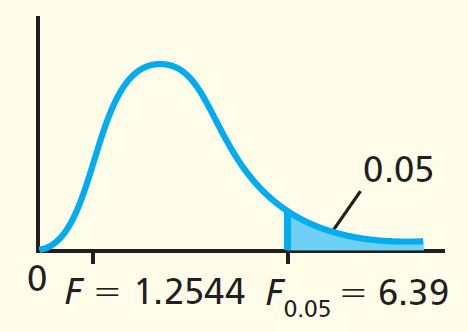 0.05
0 F = 1.2544 F0.05 = 6.39